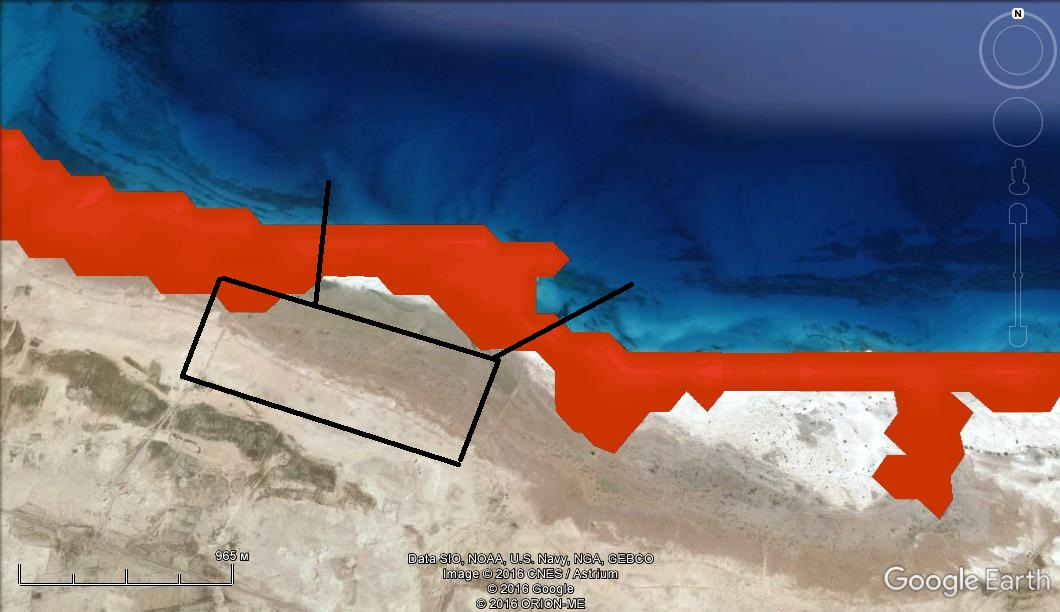 N
965 м
Data SIO, NOAA, U.S. Navy, NGA, GEBCO
Image © 2016 CNES / Astrium
© 2016 Google
© 2016 ORION-ME
Google Earth